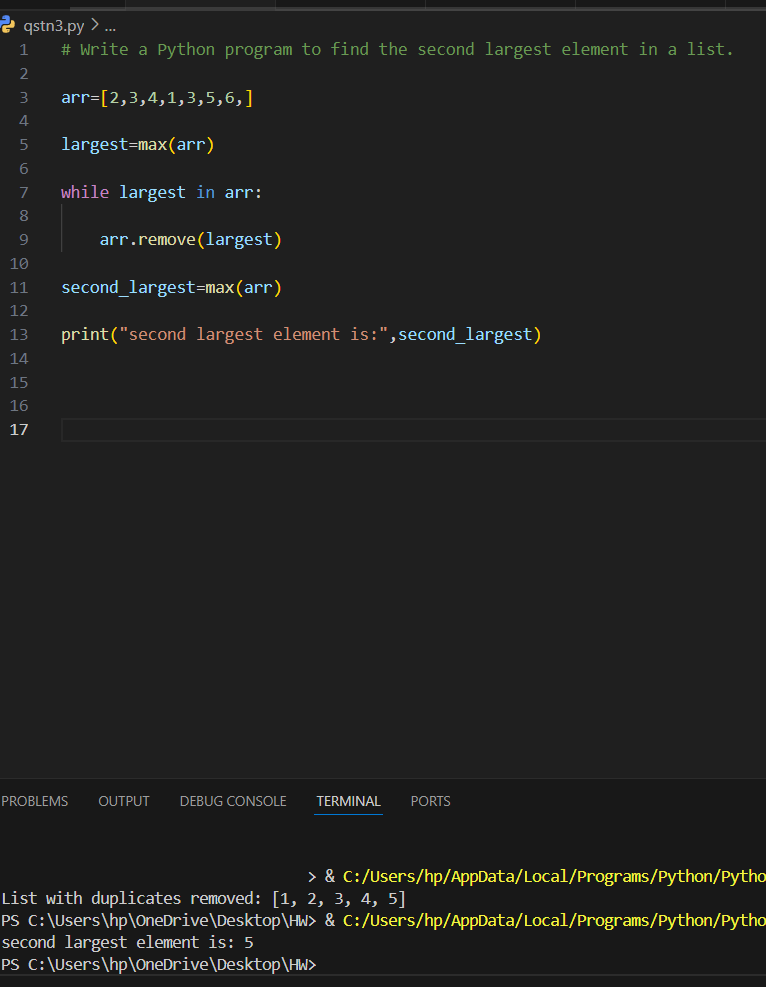 qstn3.py > ...
1 # Write a Python program to find the second largest element in a list.
2
3 arr=[2,3,4,1,3,5,6,]
4
5 largest=max(arr)
6
7 while largest in arr:
8
9 arr.remove(largest)
10
11 second_largest=max(arr)
12
13 print("second largest element is:",second_largest)
14
15
16
17
PROBLEMS OUTPUT DEBUG CONSOLE TERMINAL PORTS
> & C:/Users/hp/AppData/Local/Programs/Python/Pytho
List with duplicates removed: [1, 2, 3, 4, 5]
PS C:\Users\hp\OneDrive\Desktop\HW> & C:/Users/hp/AppData/Local/Programs/Python/Pytho
second largest element is: 5
PS C:\Users\hp\OneDrive\Desktop\HW>